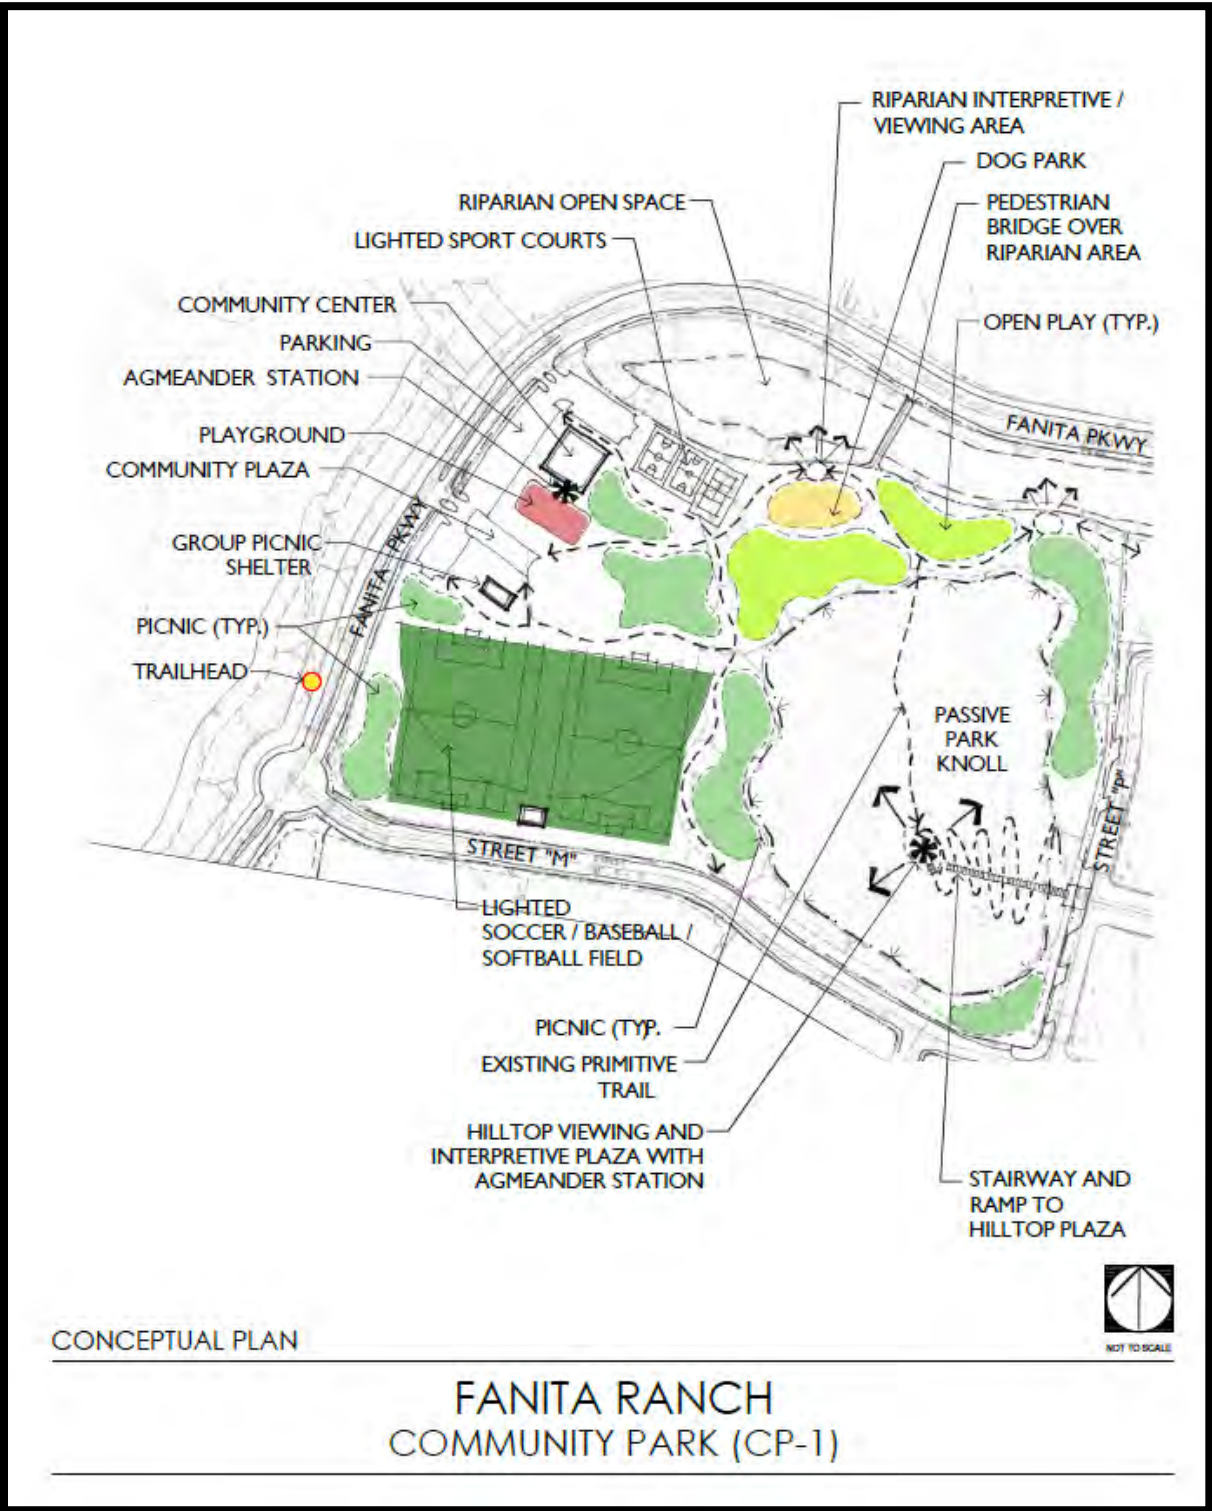 RIPARIAN INTERPRETIVE /
VIEWING AREA
DOG PARK
RIPARIAN OPEN SPACE
PEDESTRIAN
BRIDGE OVER
RIPARIAN AREA
LIGHTED SPORT COURTS
COMMUNITY CENTER
OPEN PLAY (TYP.)
PARKING
AGMEANDER STATION
PLAYGROUND
FANITA PKWY
COMMUNITY PLAZA
FANITA PKWY
GROUP PICNIC
SHELTER
PICNIC (TYP.)
TRAILHEAD
PASSIVE
PARK
KNOLL
STREET "P"
STREET "M"
LIGHTED
SOCCER / BASEBALL /
SOFTBALL FIELD
PICNIC (TYP.
EXISTING PRIMITIVE
TRAIL
HILLTOP VIEWING AND
INTERPRETIVE PLAZA WITH
AGMEANDER STATION
STAIRWAY AND
RAMP TO
HILLTOP PLAZA
NOT TO SCALE
CONCEPTUAL PLAN
FANITA RANCH
COMMUNITY PARK (CP-1)